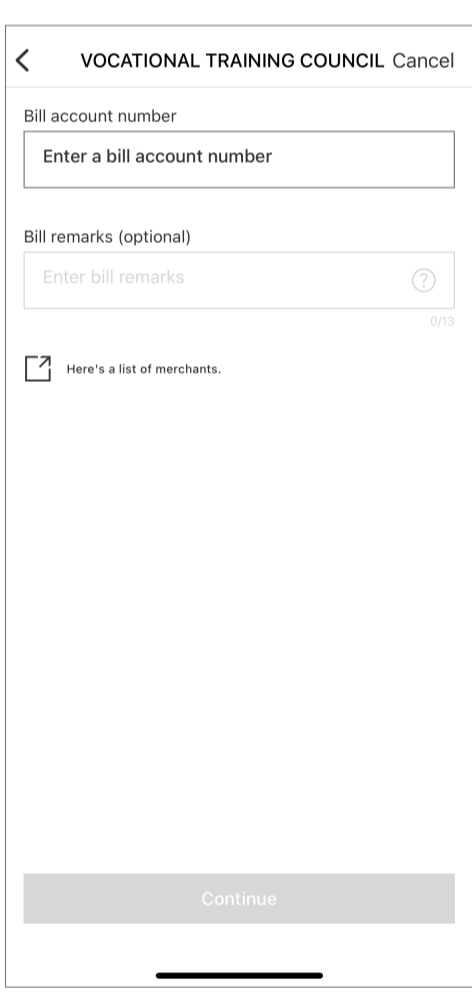 VOCATIONAL TRAINING COUNCIL Cancel
Bill account number
Enter a bill account number
Bill remarks (optional)
Enter bill remarks ?
0/13
Here's a list of merchants.
Continue